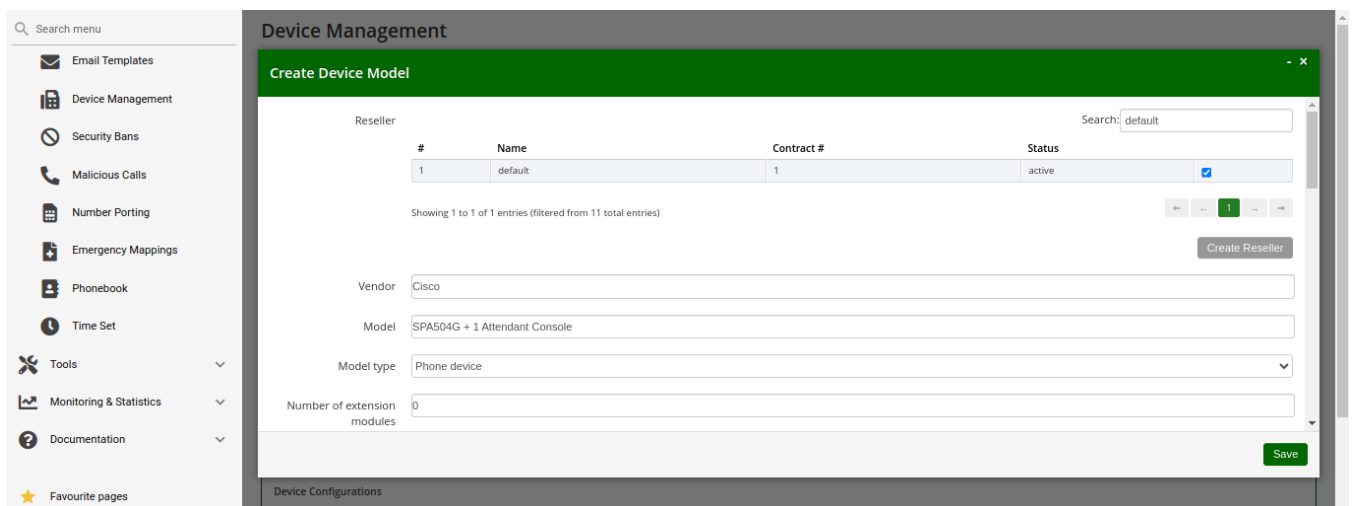 Search menu
Email Templates
Device Management
Security Bans
Malicious Calls
Number Porting
Emergency Mappings
Phonebook
Time Set
Tools
Monitoring & Statistics
Documentation
Favourite pages
Device Management
Create Device Model
- ×
Reseller
Search: default
# Name Contract # Status
1 default 1 active
Showing 1 to 1 of 1 entries (filtered from 11 total entries)
← ← 1 → →
Create Reseller
Vendor Cisco
Model SPA504G + 1 Attendant Console
Model type Phone device
Number of extension 0
modules
Save
Device Configurations